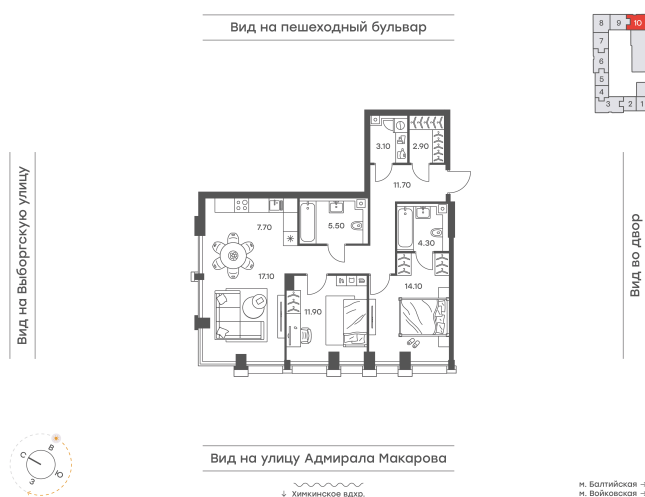 Вид на пешеходный бульвар
8 9 10
7
6
5
4
3 2 1
Вид на Выборгскую улицу
Вид во двор
3.10
2.90
11.70
7.70
5.50
4.30
17.10
14.10
11.90
Вид на улицу Адмирала Макарова
С
В
З
Ю
↓ Химкинское вдхр.
м. Балтийская
м. Войковская